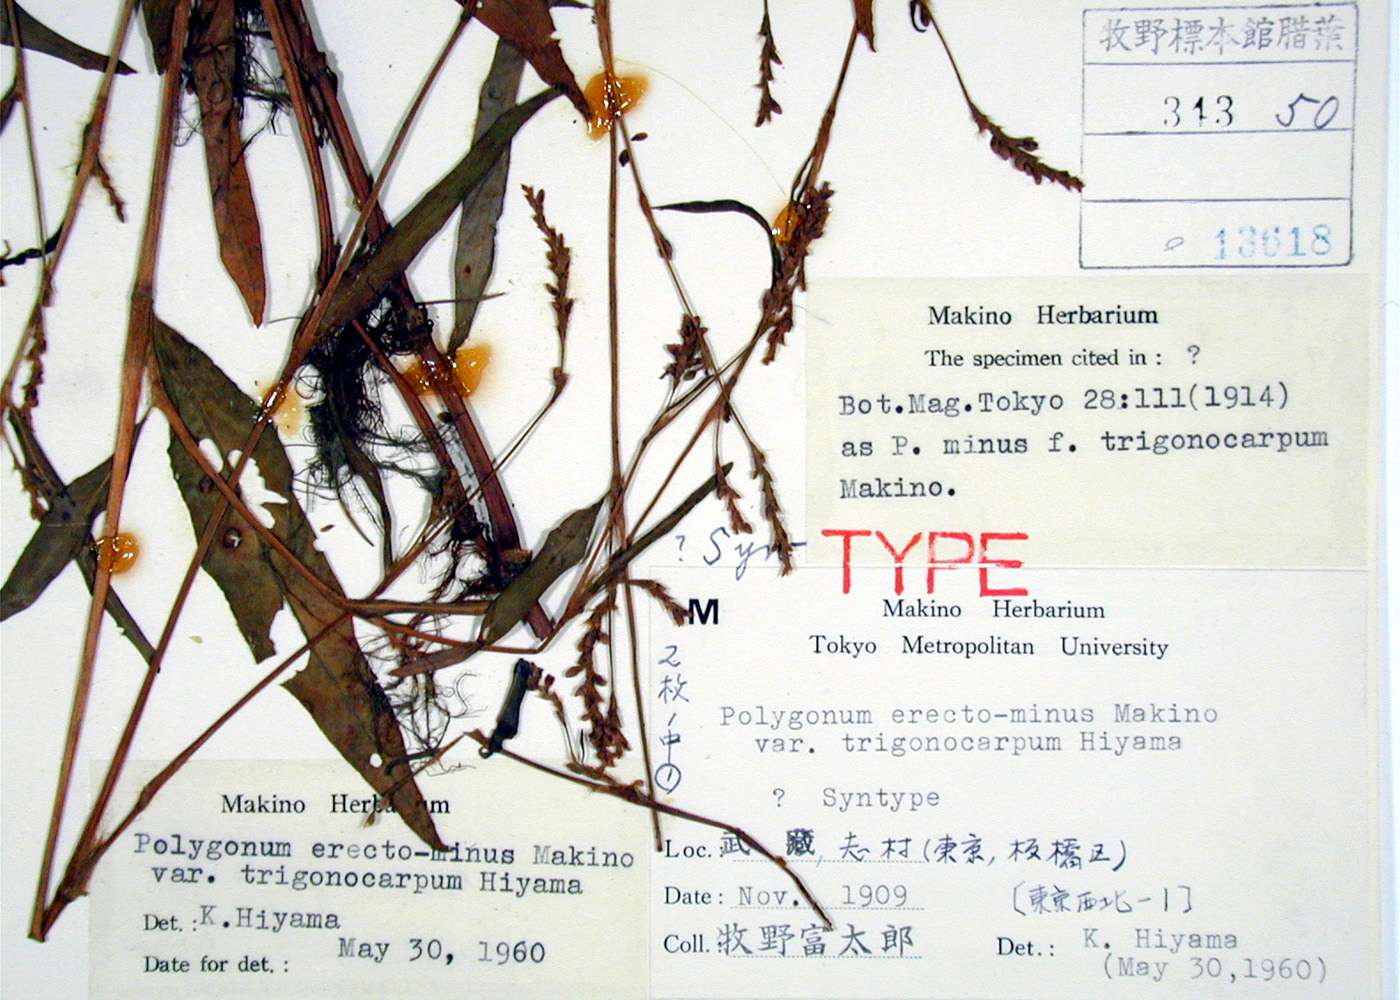 牧野標本館腊葉
343 50
13618
Makino Herbarium
The specimen cited in : ?
Bot.Mag.Tokyo 28:111(1914)
as P. minus f. trigonocarpum
Makino.
? Syn-
TYPE
M
Makino Herbarium
Tokyo Metropolitan University
2枚ノ中①
Polygonum erecto-minus Makino
var. trigonocarpum Hiyama
? Syntype
Loc.: 武藏, 志村 (東京, 板橋区)
Date: Nov. , 1909 [東京西北-1]
Coll.: 牧野富太郎 Det.: K. Hiyama
(May 30,1960)
Makino Herbarium
Polygonum erecto-minus Makino
var. trigonocarpum Hiyama
Det.: K.Hiyama
Date for det. : May 30, 1960